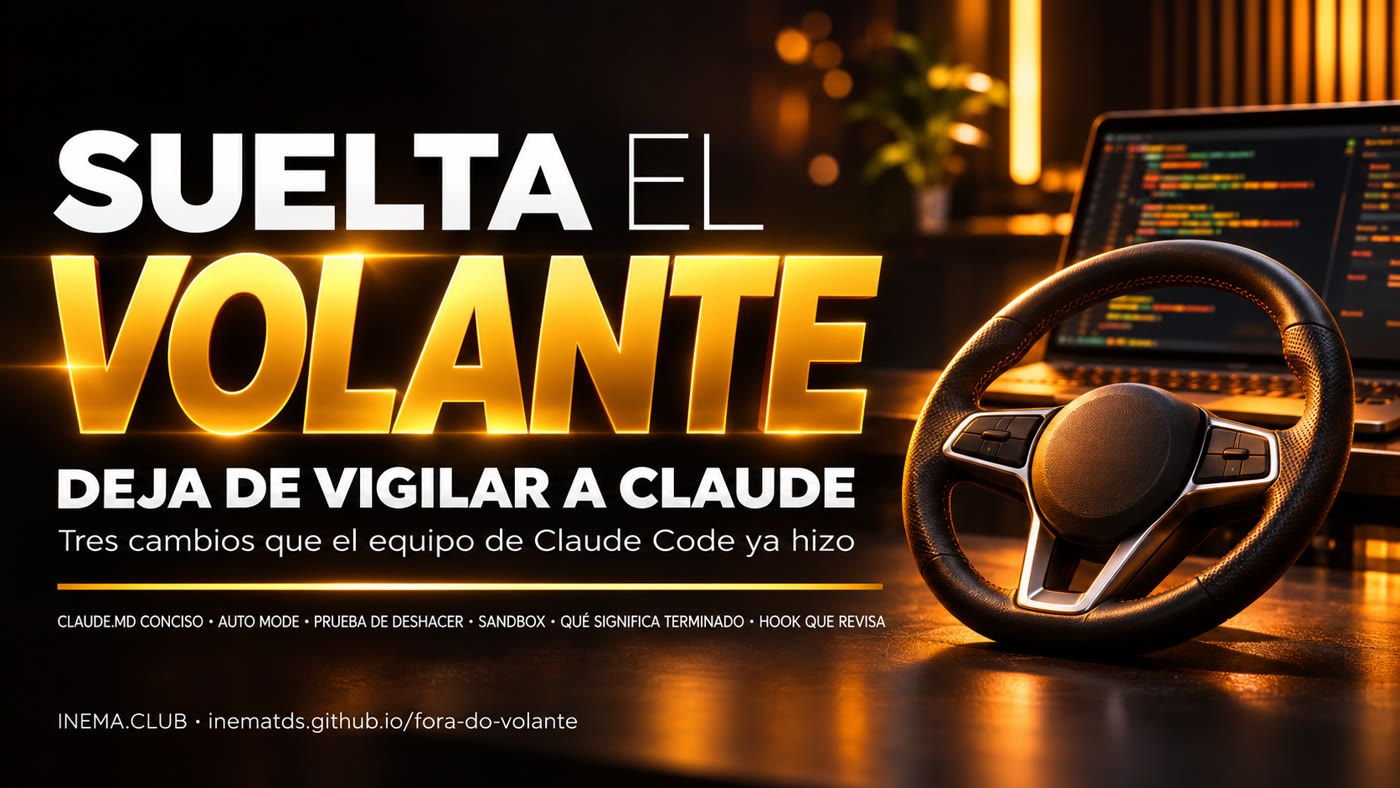 SUELTA EL
VOLANTE
DEJA DE VIGILAR A CLAUDE
Tres cambios que el equipo de Claude Code ya hizo
CLAUDE.MD CONCISO • AUTO MODE • PRUEBA DE DESHACER • SANDBOX • QUÉ SIGNIFICA TERMINADO • HOOK QUE REVISA
INEMA.CLUB • inematds.github.io/fora-do-volante